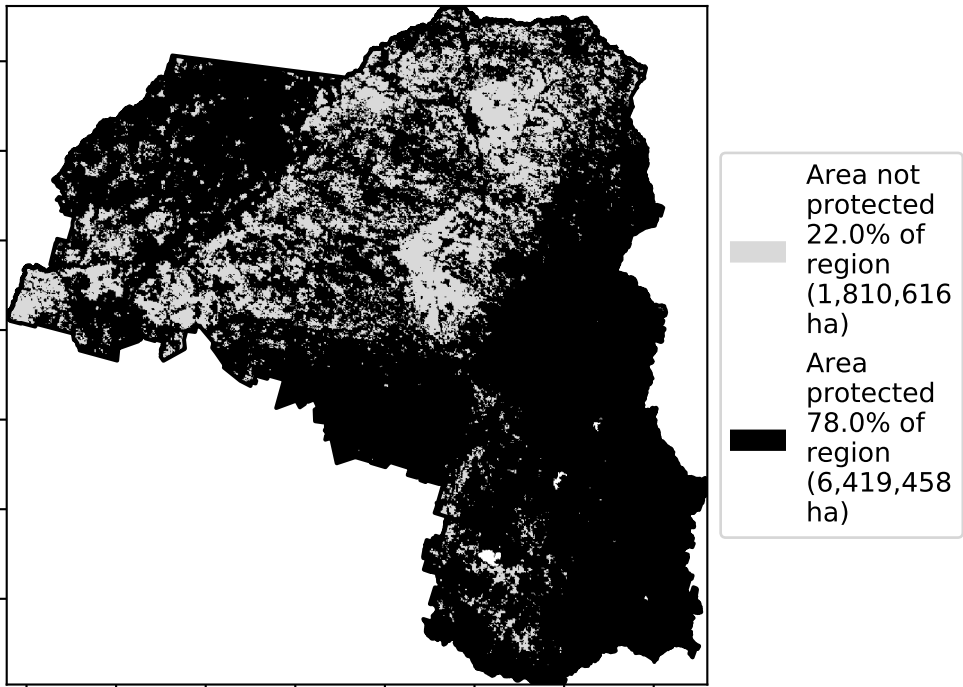 Area not
protected
22.0% of
region
(1,810,616
ha)
Area
protected
78.0% of
region
(6,419,458
ha)